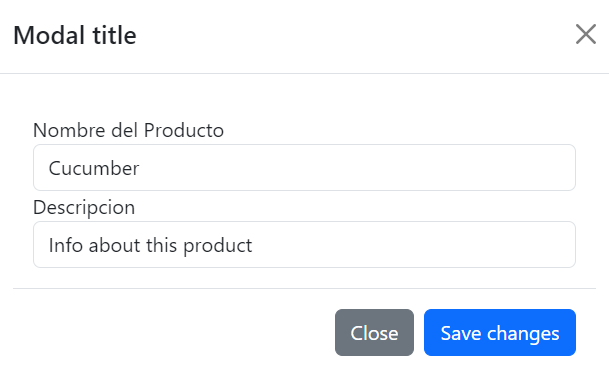 Modal title
Nombre del Producto
Cucumber
Descripcion
Info about this product
Close Save changes